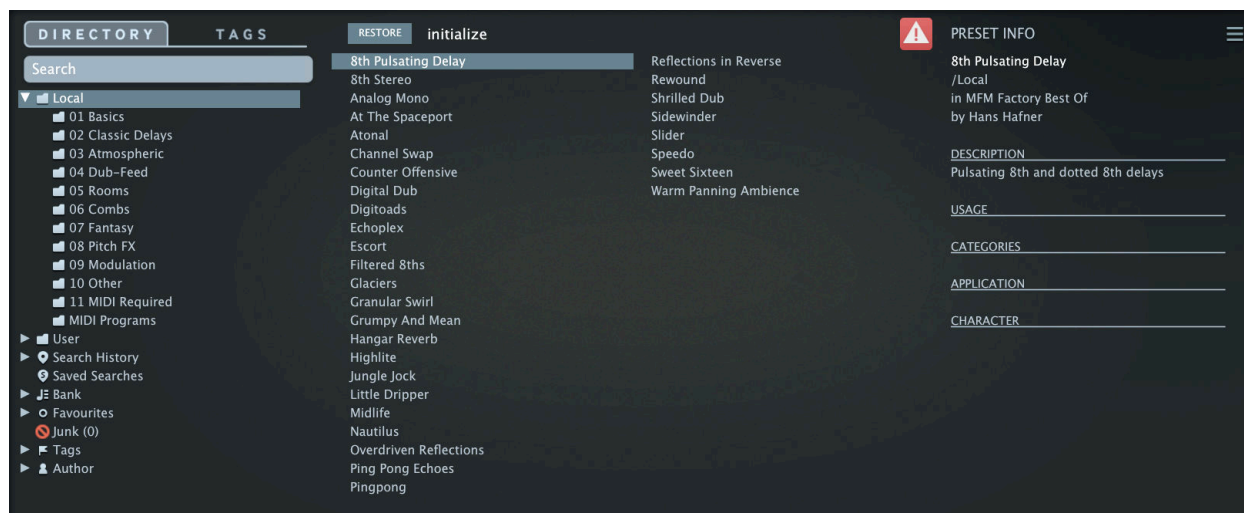 DIRECTORY
TAGS
Search
Local
01 Basics
02 Classic Delays
03 Atmospheric
04 Dub-Feed
05 Rooms
06 Combs
07 Fantasy
08 Pitch FX
09 Modulation
10 Other
11 MIDI Required
MIDI Programs
User
Search History
Saved Searches
Bank
Favourites
Junk (0)
Tags
Author
RESTORE initialize
8th Pulsating Delay
8th Stereo
Analog Mono
At The Spaceport
Atonal
Channel Swap
Counter Offensive
Digital Dub
Digitoads
Echoplex
Escort
Filtered 8ths
Glaciers
Granular Swirl
Grumpy And Mean
Hangar Reverb
Highlite
Jungle Jock
Little Dripper
Midlife
Nautilus
Overdriven Reflections
Ping Pong Echoes
Pingpong
Reflections in Reverse
Rewound
Shrilled Dub
Sidewinder
Slider
Speedo
Sweet Sixteen
Warm Panning Ambience
PRESET INFO
8th Pulsating Delay
/Local
in MFM Factory Best Of
by Hans Hafner
DESCRIPTION
Pulsating 8th and dotted 8th delays
USAGE
CATEGORIES
APPLICATION
CHARACTER